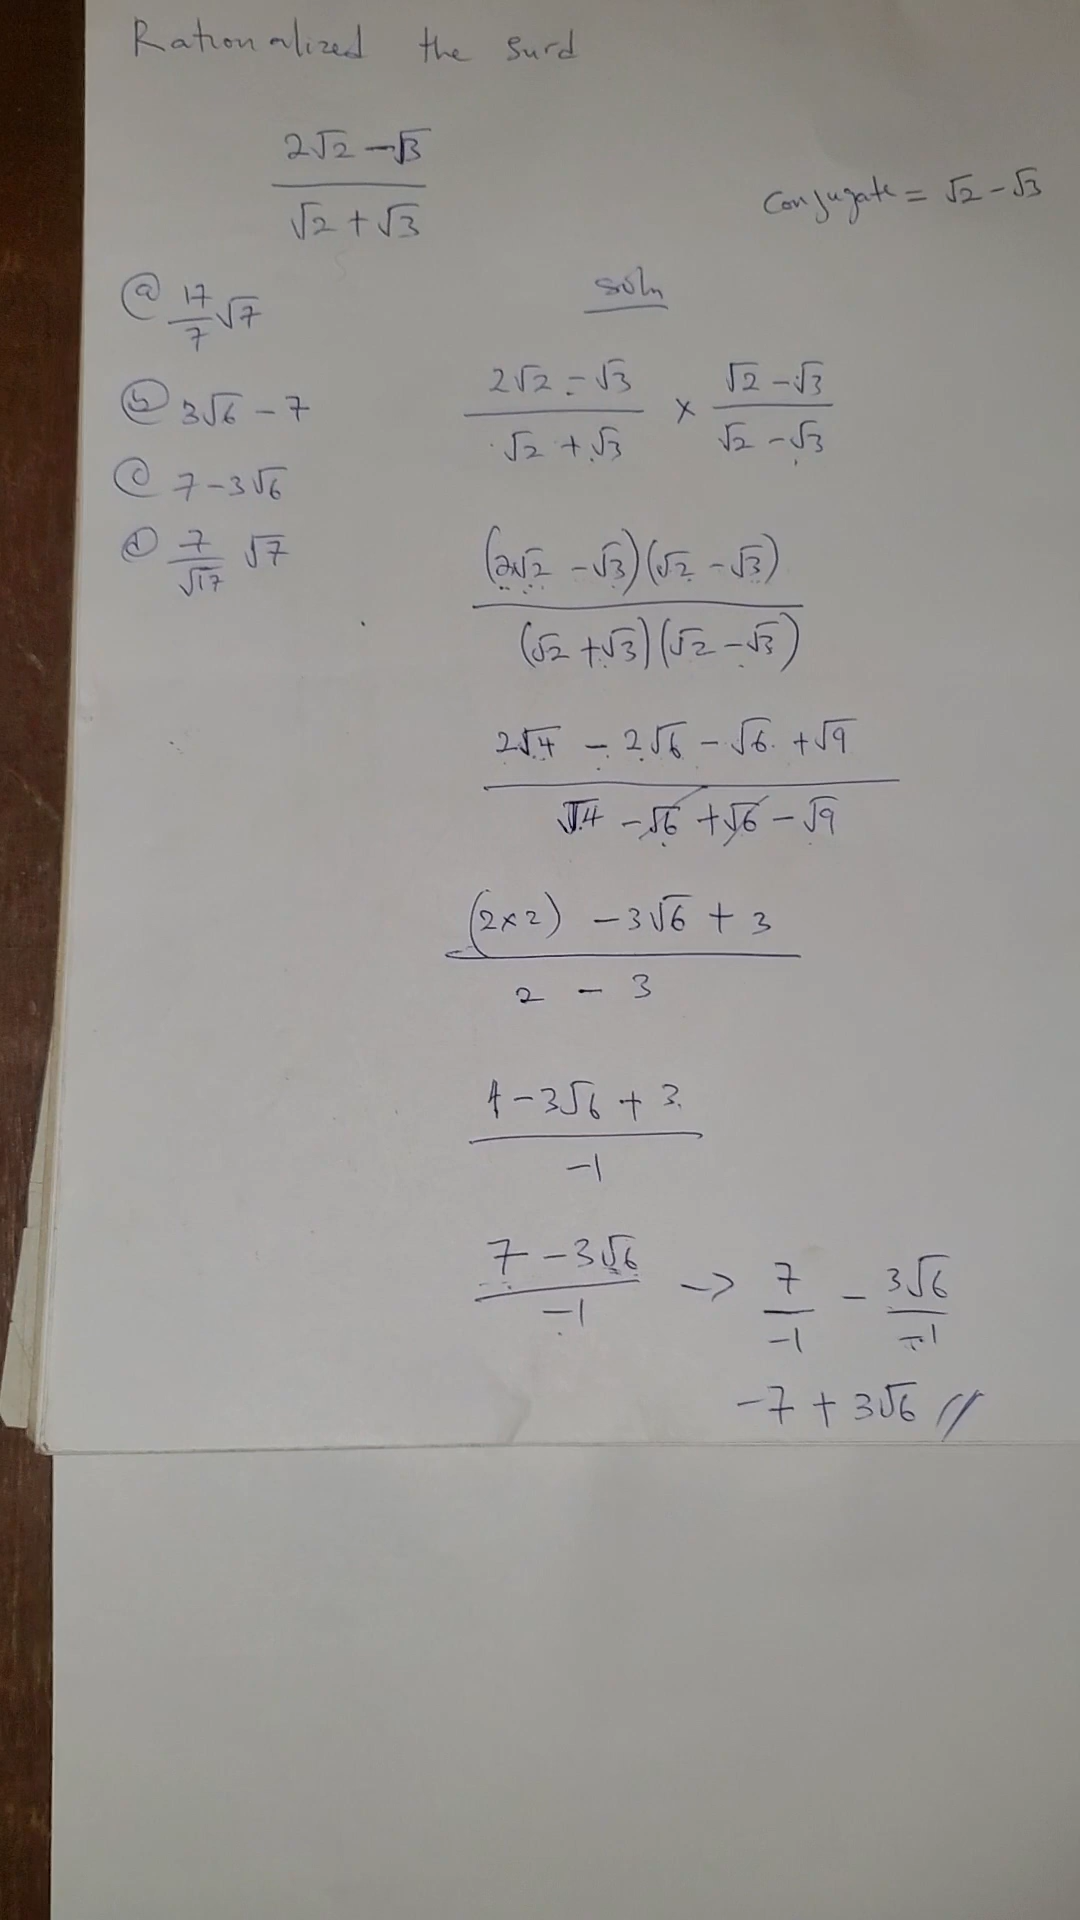 Rationalized the surd
2√2 - √3
√2 + √3
Conjugate = √2 - √3
ⓐ 17/7 √7
ⓑ 3√6 - 7
ⓒ 7 - 3√6
ⓓ 7/√17 √7
soln
2√2 - √3 × √2 - √3
√2 + √3 √2 - √3
(2√2 - √3)(√2 - √3)
(√2 + √3)(√2 - √3)
2√4 - 2√6 - √6 + √9
√4 - √6 + √6 - √9
(2×2) - 3√6 + 3
2 - 3
4 - 3√6 + 3
-1
7 - 3√6 → 7 - 3√6
-1 -1 -1
-7 + 3√6 //